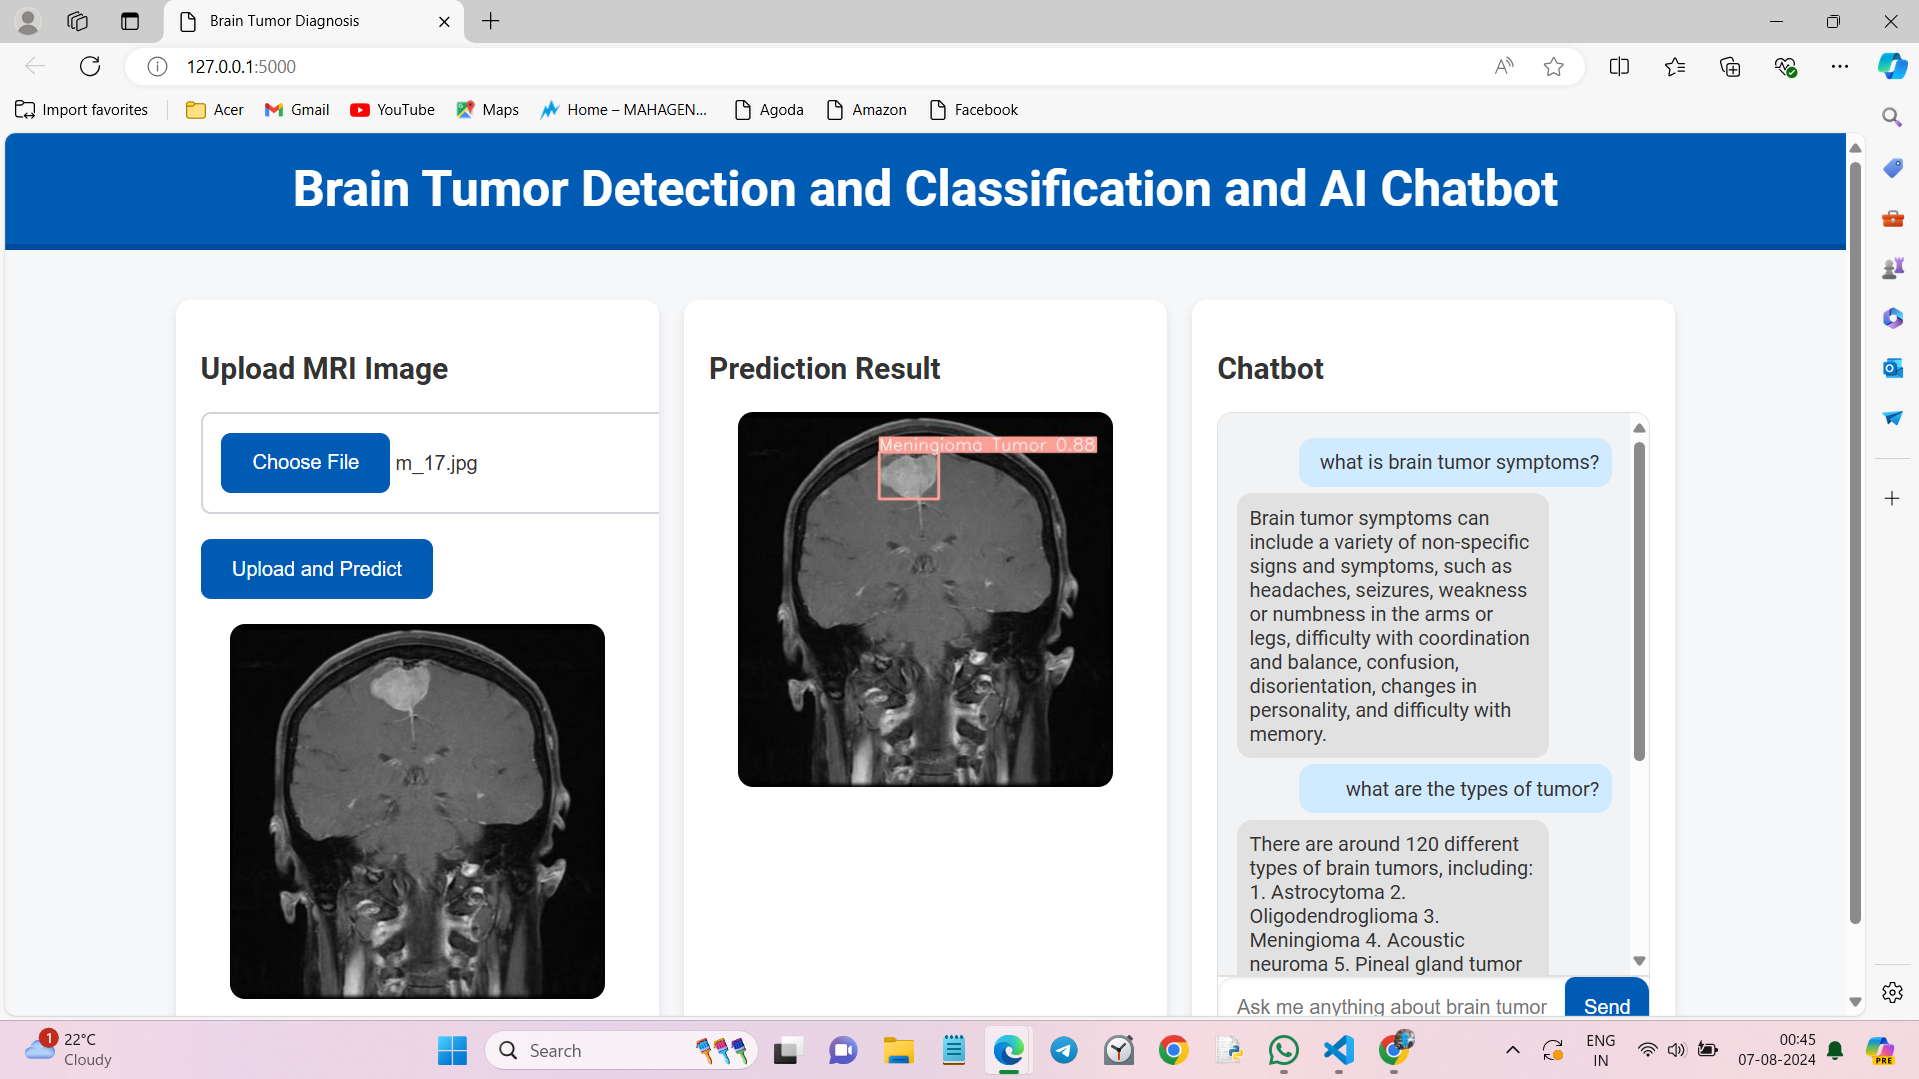 Brain Tumor Diagnosis
127.0.0.1:5000
Import favorites
Acer
Gmail
YouTube
Maps
Home – MAHAGEN...
Agoda
Amazon
Facebook
Brain Tumor Detection and Classification and AI Chatbot
Upload MRI Image
Choose File m_17.jpg
Upload and Predict
Prediction Result
Meningioma Tumor 0.88
Chatbot
what is brain tumor symptoms?
Brain tumor symptoms can
include a variety of non-specific
signs and symptoms, such as
headaches, seizures, weakness
or numbness in the arms or
legs, difficulty with coordination
and balance, confusion,
disorientation, changes in
personality, and difficulty with
memory.
what are the types of tumor?
There are around 120 different
types of brain tumors, including:
1. Astrocytoma 2.
Oligodendroglioma 3.
Meningioma 4. Acoustic
neuroma 5. Pineal gland tumor
Ask me anything about brain tumor
Send
1
22°C
Cloudy
Search
ENG
IN
00:45
07-08-2024
PRE